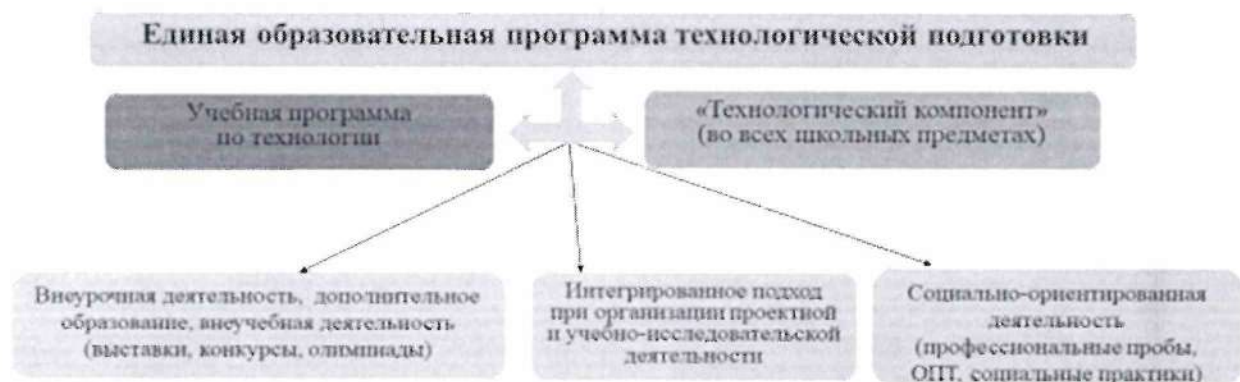 Единая образовательная программа технологической подготовки
Учебная программа
по технологии
«Технологический компонент»
(во всех школьных предметах)
Внеурочная деятельность, дополнительное
образование, внеучебная деятельность
(выставки, конкурсы, олимпиады)
Интегрированное подход
при организации проектной
и учебно-исследовательской
деятельности
Социально-ориентированная
деятельность
(профессиональные пробы,
ОПТ, социальные практики)